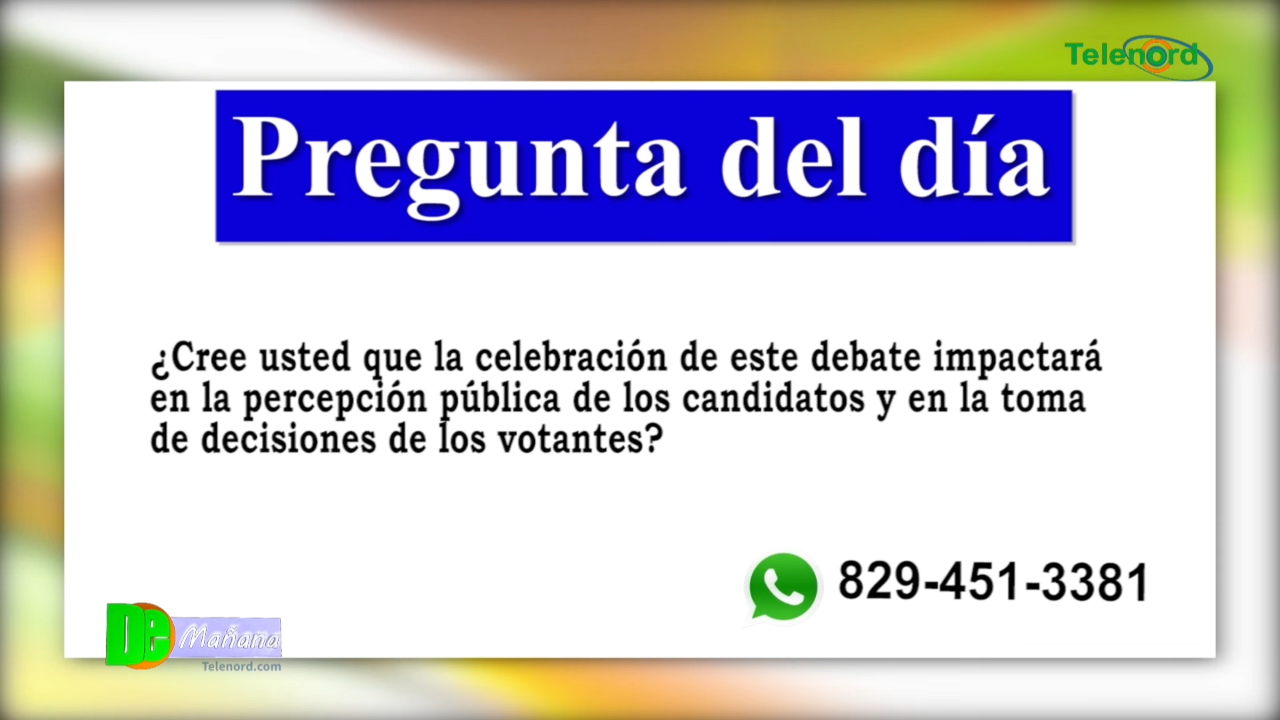 Telenord
Pregunta del día
¿Cree usted que la celebración de este debate impactará
en la percepción pública de los candidatos y en la toma
de decisiones de los votantes?
829-451-3381
De Mañana
Telenord.com